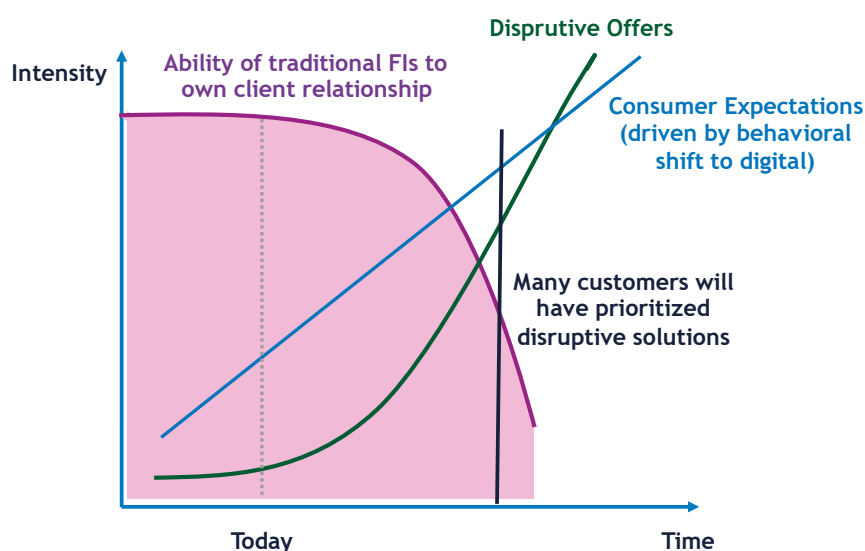 Disprutive Offers
Intensity
Ability of traditional FIs to
own client relationship
Consumer Expectations
(driven by behavioral
shift to digital)
Many customers will
have prioritized
disruptive solutions
Today
Time